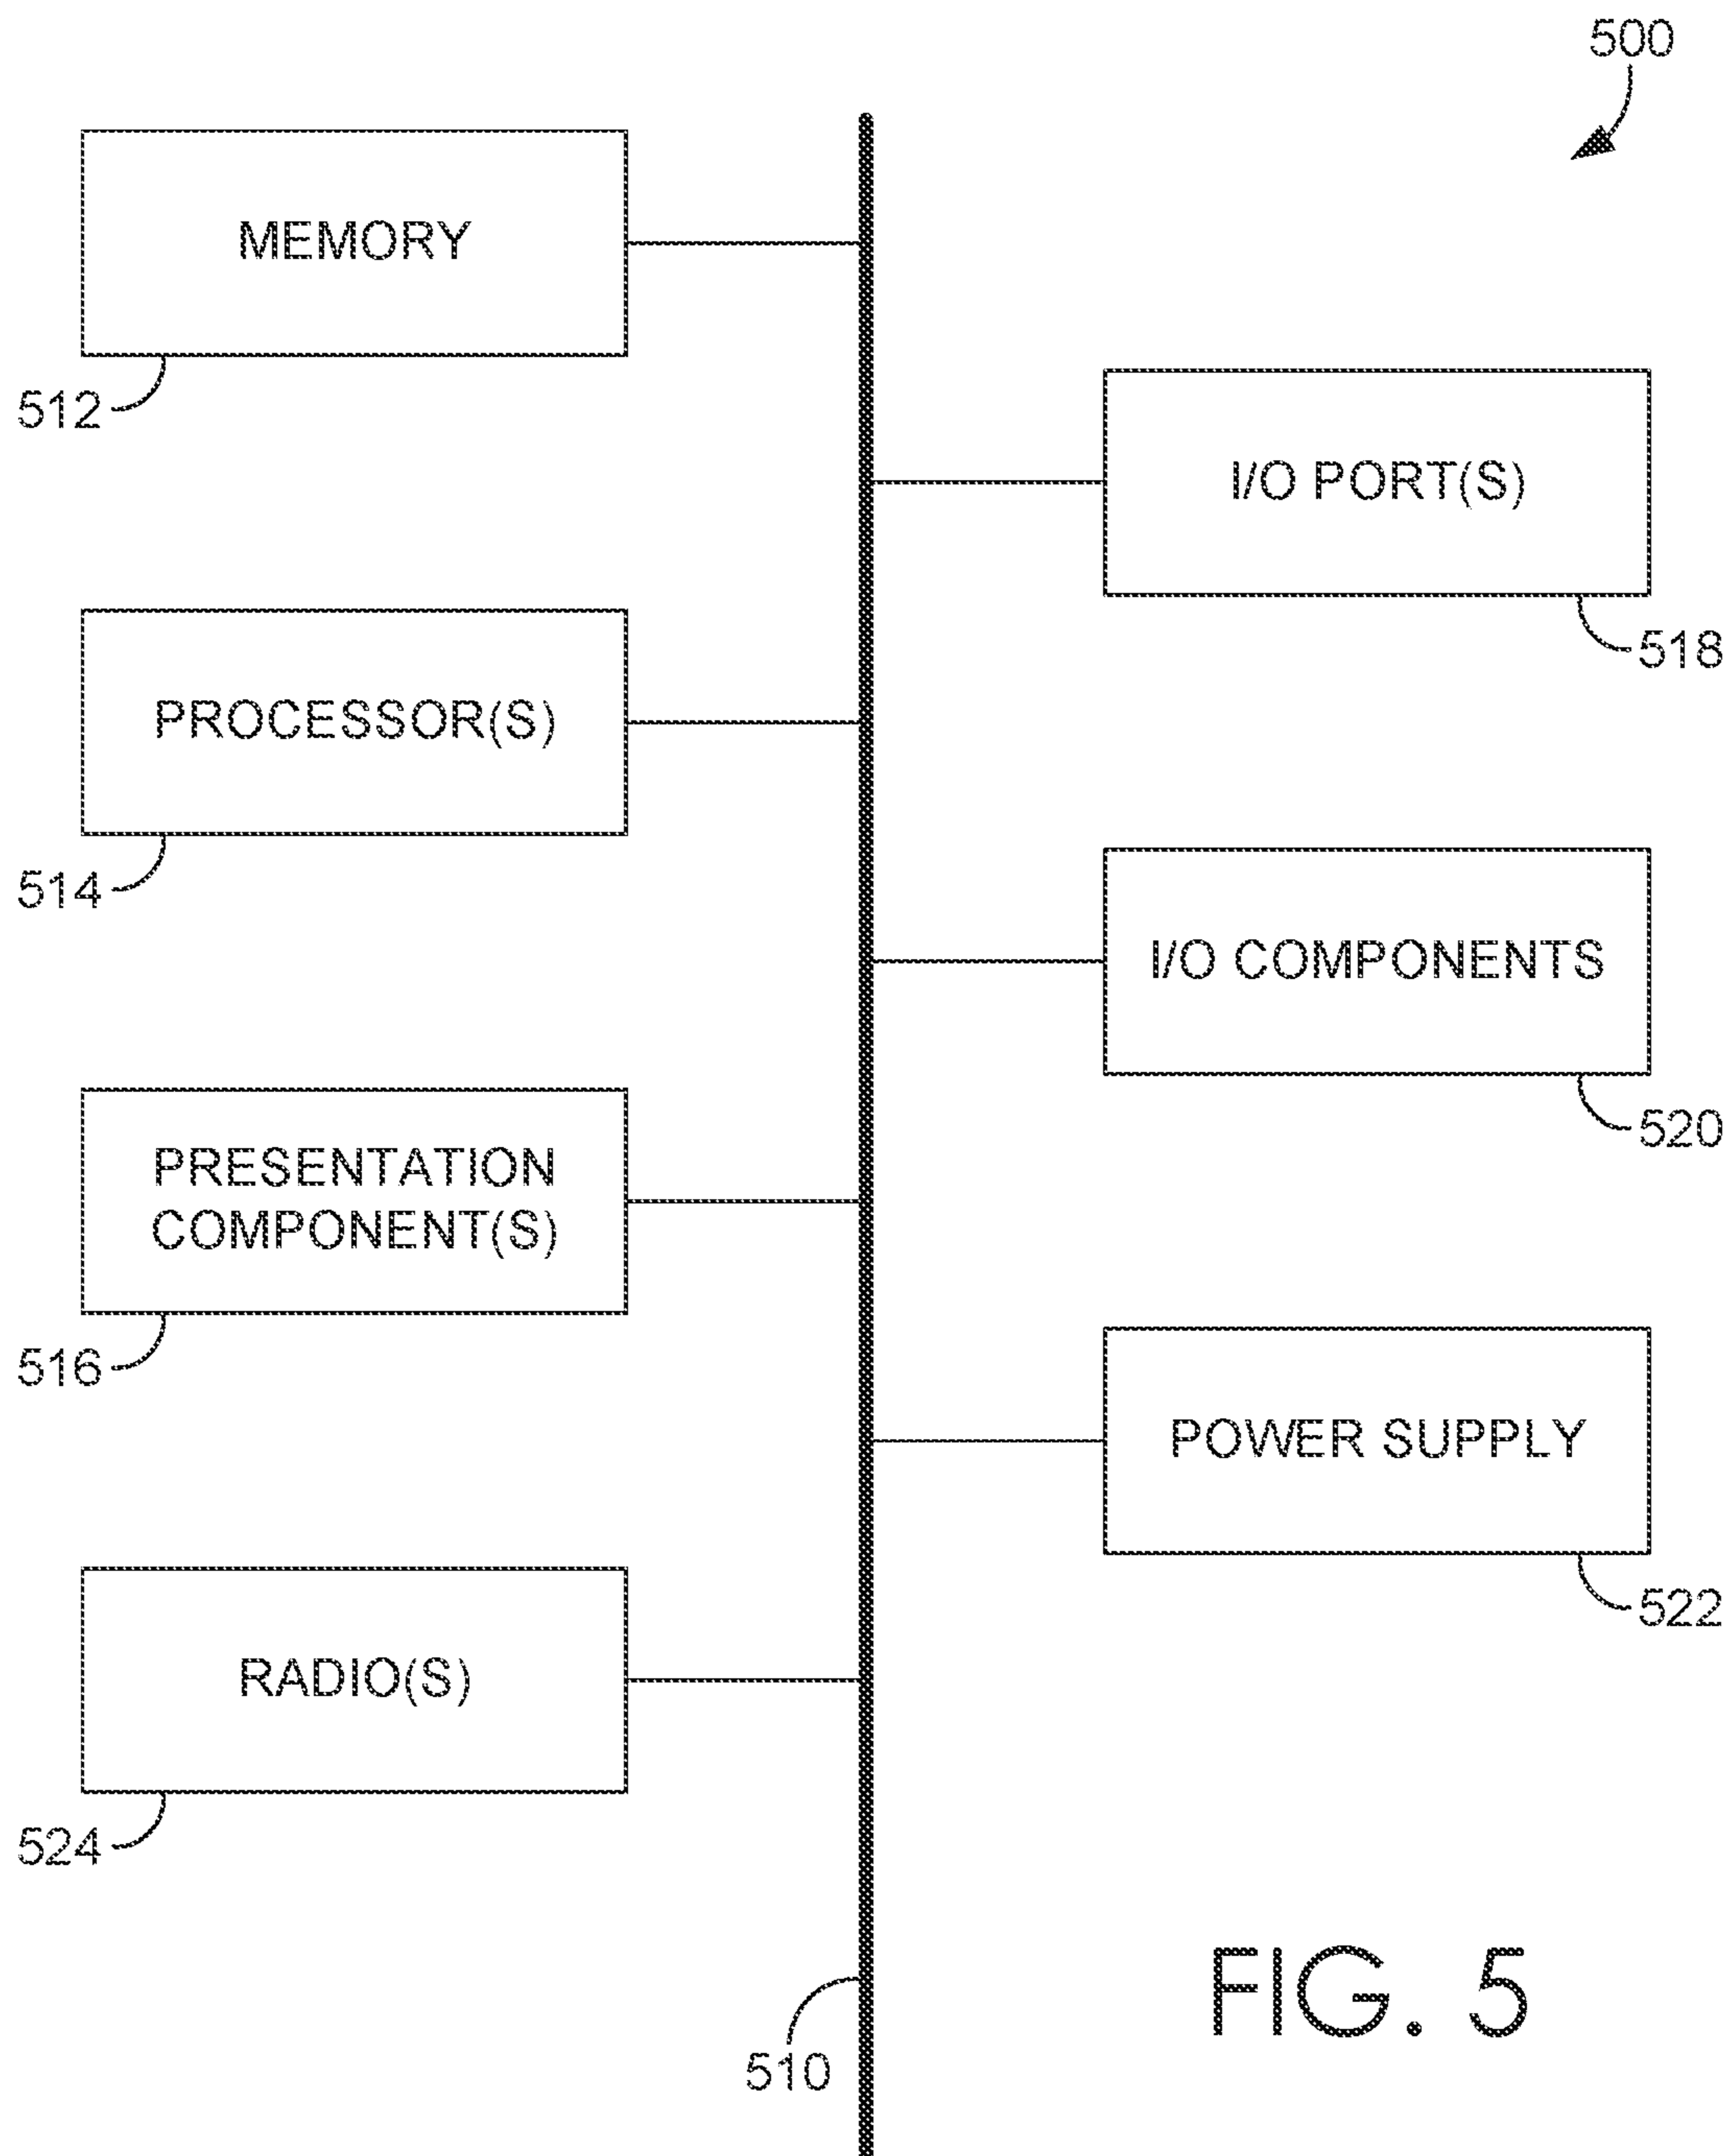 500
MEMORY
512
I/O PORT(S)
518
PROCESSOR(S)
514
I/O COMPONENTS
520
PRESENTATION
COMPONENT(S)
516
POWER SUPPLY
522
RADIO(S)
524
510
FIG. 5